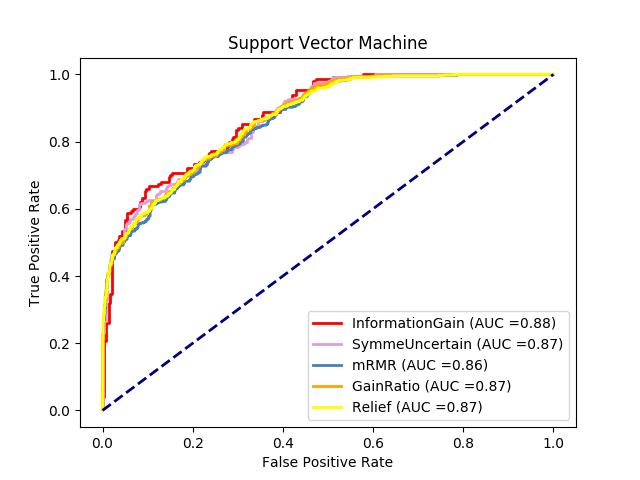 Support Vector Machine
True Positive Rate
1.0
0.8
0.6
0.4
0.2
0.0
InformationGain (AUC =0.88)
SymmeUncertain (AUC =0.87)
mRMR (AUC =0.86)
GainRatio (AUC =0.87)
Relief (AUC =0.87)
0.0 0.2 0.4 0.6 0.8 1.0
False Positive Rate